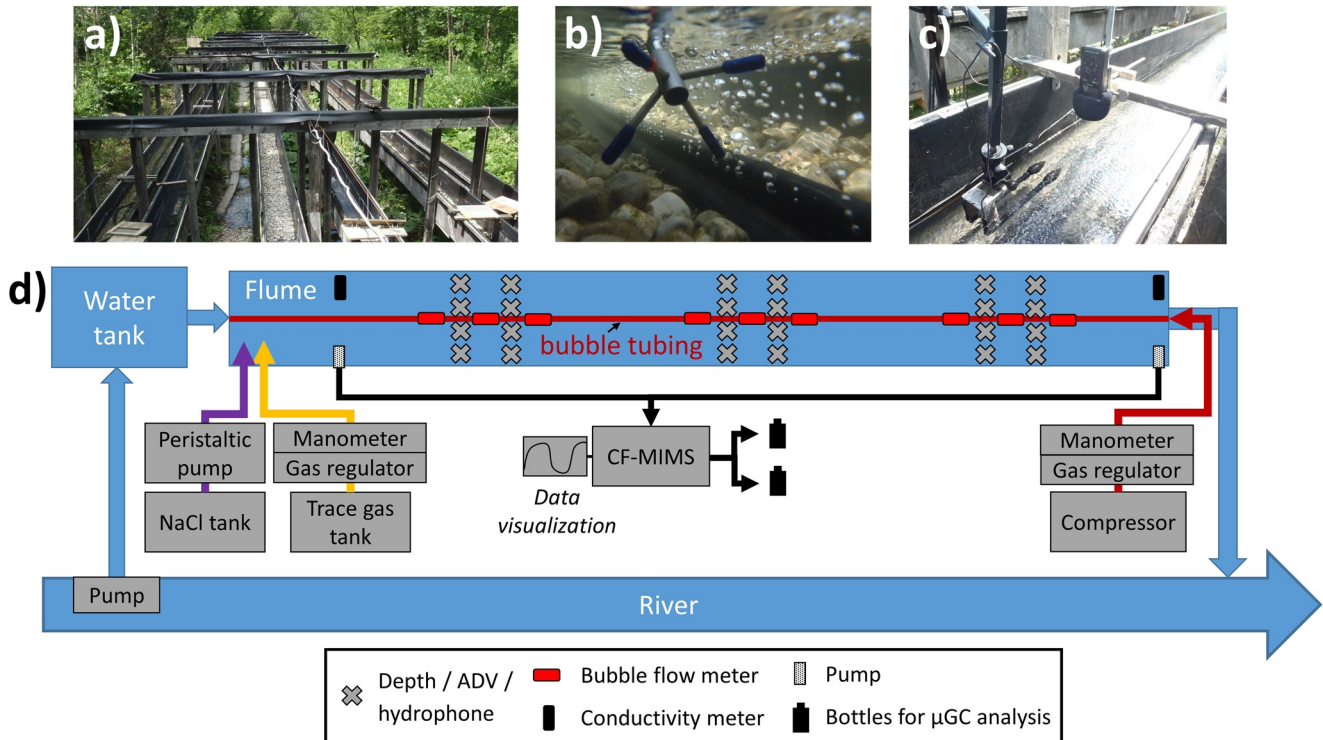 a)
b)
c)
d)
Water
tank
Flume
bubble tubing
Peristaltic
pump
NaCl tank
Manometer
Gas regulator
Trace gas
tank
CF-MIMS
Data
visualization
Manometer
Gas regulator
Compressor
Pump
River
Depth / ADV /
hydrophone
Bubble flow meter
Conductivity meter
Pump
Bottles for µGC analysis